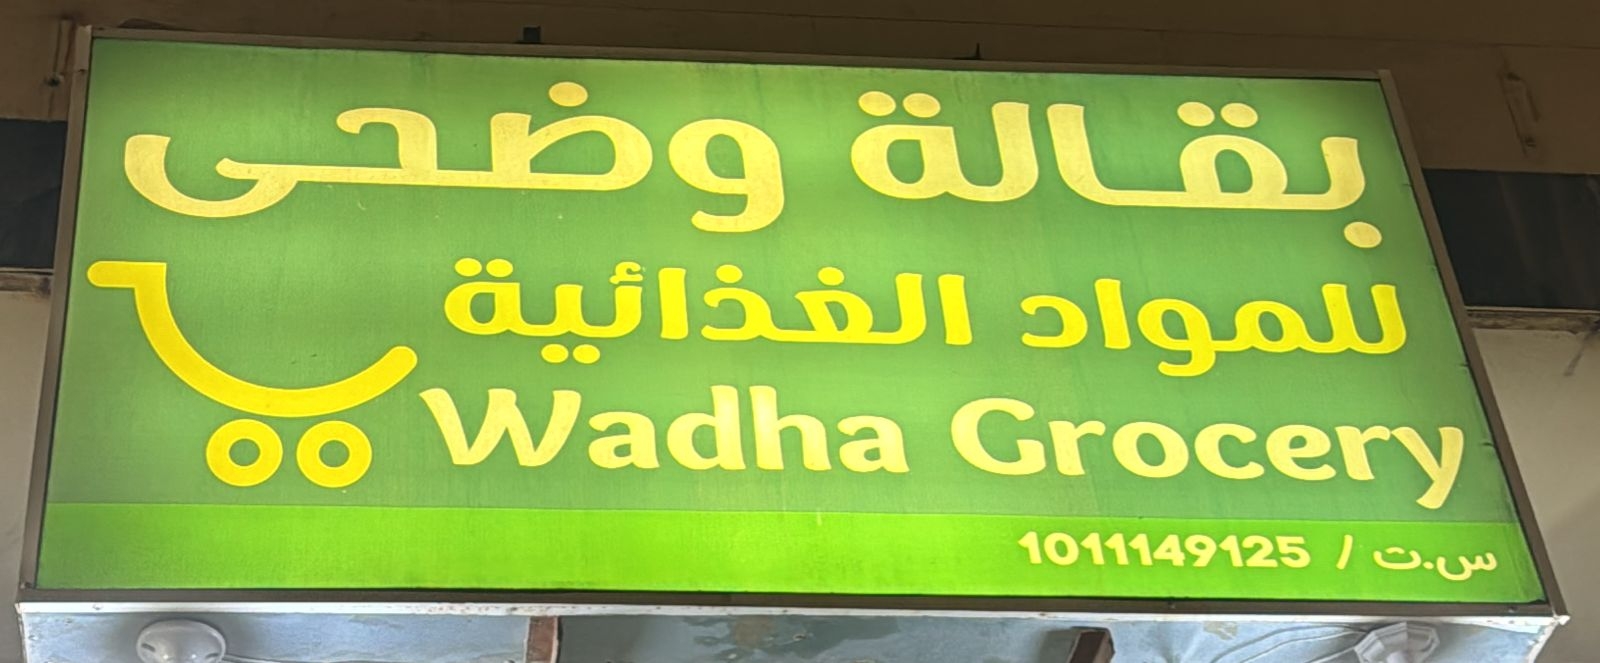 بقالة وضحى
للمواد الغذائية
Wadha Grocery
س.ت / 1011149125